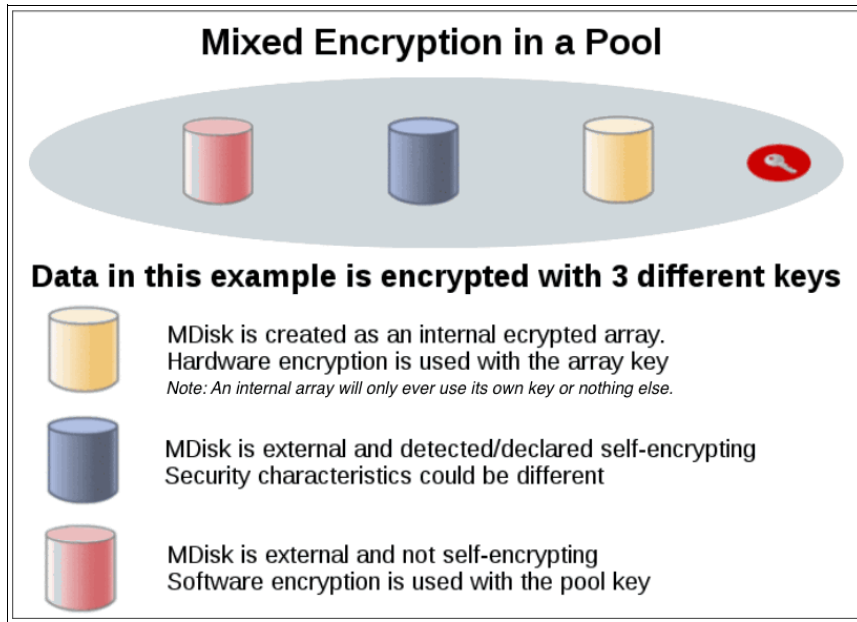 Mixed Encryption in a Pool
Data in this example is encrypted with 3 different keys
MDisk is created as an internal ecrypted array.
Hardware encryption is used with the array key
Note: An internal array will only ever use its own key or nothing else.
MDisk is external and detected/declared self-encrypting
Security characteristics could be different
MDisk is external and not self-encrypting
Software encryption is used with the pool key